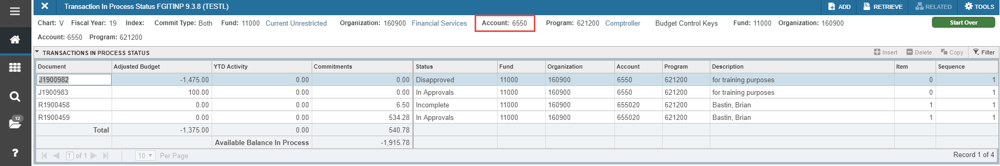 Transaction In Process Status FGITINP 9.3.8 (TESTL) ADD RETRIEVE RELATED TOOLS
Chart: V Fiscal Year: 19 Index: Commit Type: Both Fund: 11000 Current Unrestricted Organization: 160900 Financial Services Account: 6550 Program: 621200 Comptroller Budget Control Keys Fund: 11000 Organization: 160900 Start Over
Account: 6550 Program: 621200
TRANSACTIONS IN PROCESS STATUS Insert Delete Copy Filter
Document Adjusted Budget YTD Activity Commitments Status Fund Organization Account Program Description Item Sequence
J1900982 -1,475.00 0.00 0.00 Disapproved 11000 160900 6550 621200 for training purposes 0 1
J1900983 100.00 0.00 0.00 In Approvals 11000 160900 6550 621200 for training purposes 0 1
R1900458 0.00 0.00 6.50 Incomplete 11000 160900 655020 621200 Bastin, Brian 1 1
R1900459 0.00 0.00 534.28 In Approvals 11000 160900 655020 621200 Bastin, Brian 1 1
12
Total -1,375.00 0.00 540.78
Available Balance In Process -1,915.78
1 of 1 10 Per Page Record 1 of 4